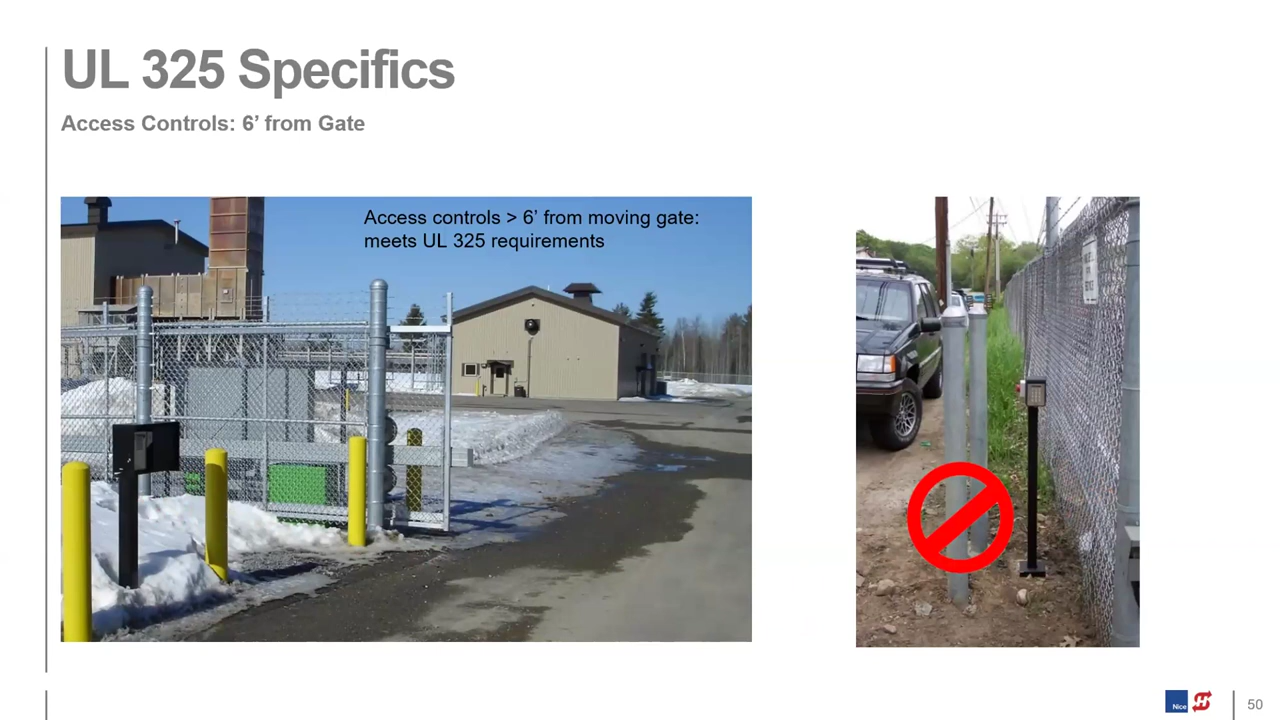 UL 325 Specifics
Access Controls: 6’ from Gate
Access controls > 6’ from moving gate:
meets UL 325 requirements
Nice
H
50